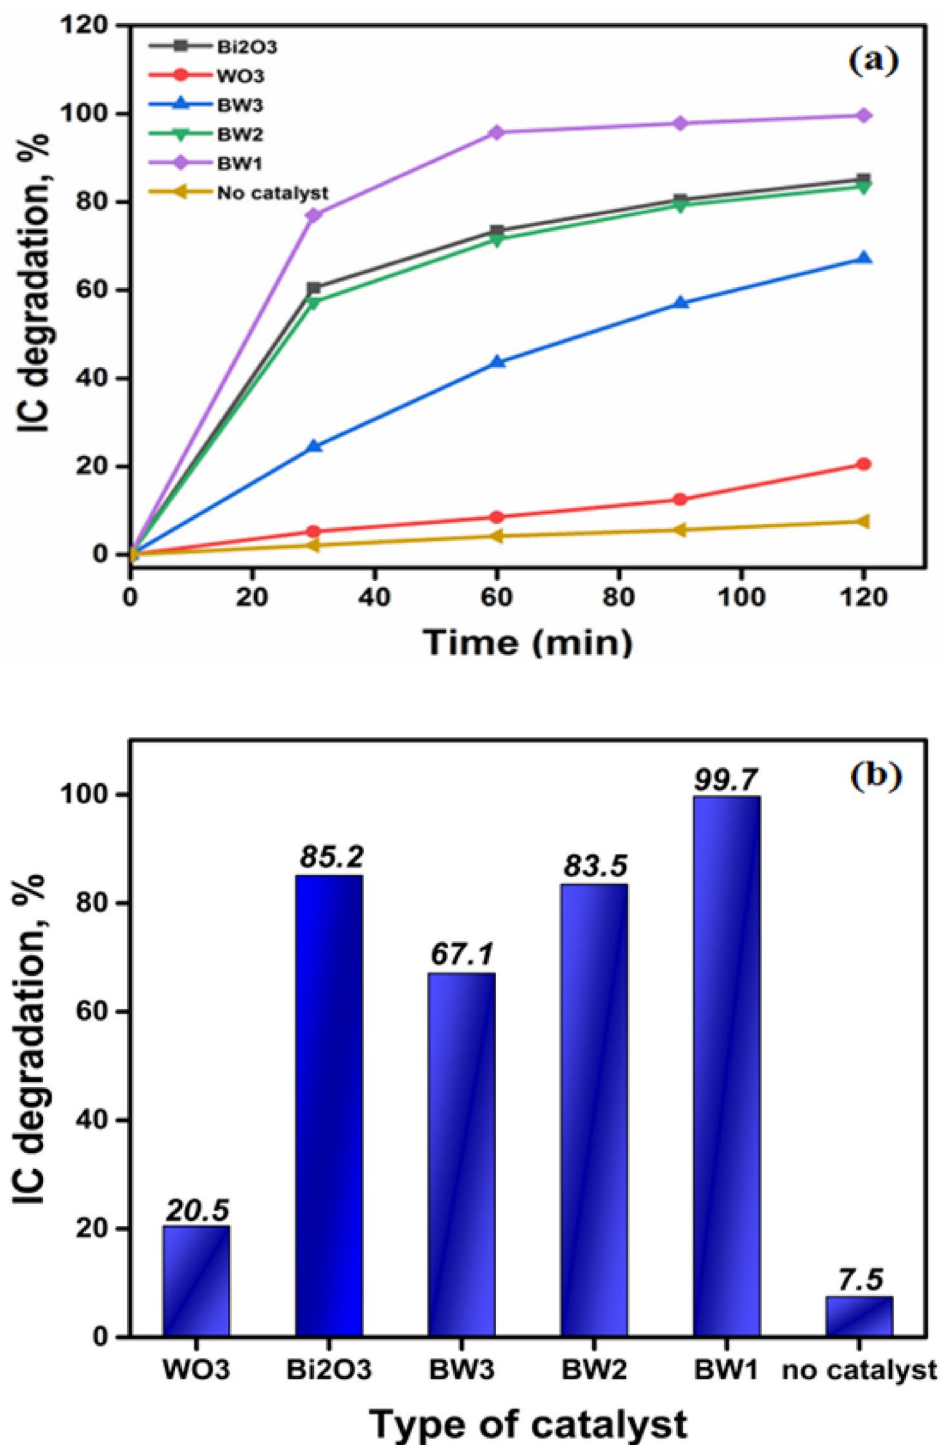 120
100
80
60
40
20
0
IC degradation, %
Bi2O3
WO3
BW3
BW2
BW1
No catalyst
(a)
0 20 40 60 80 100 120
Time (min)
100
80
60
40
20
0
IC degradation, %
(b)
20.5
85.2
67.1
83.5
99.7
7.5
WO3 Bi2O3 BW3 BW2 BW1 no catalyst
Type of catalyst